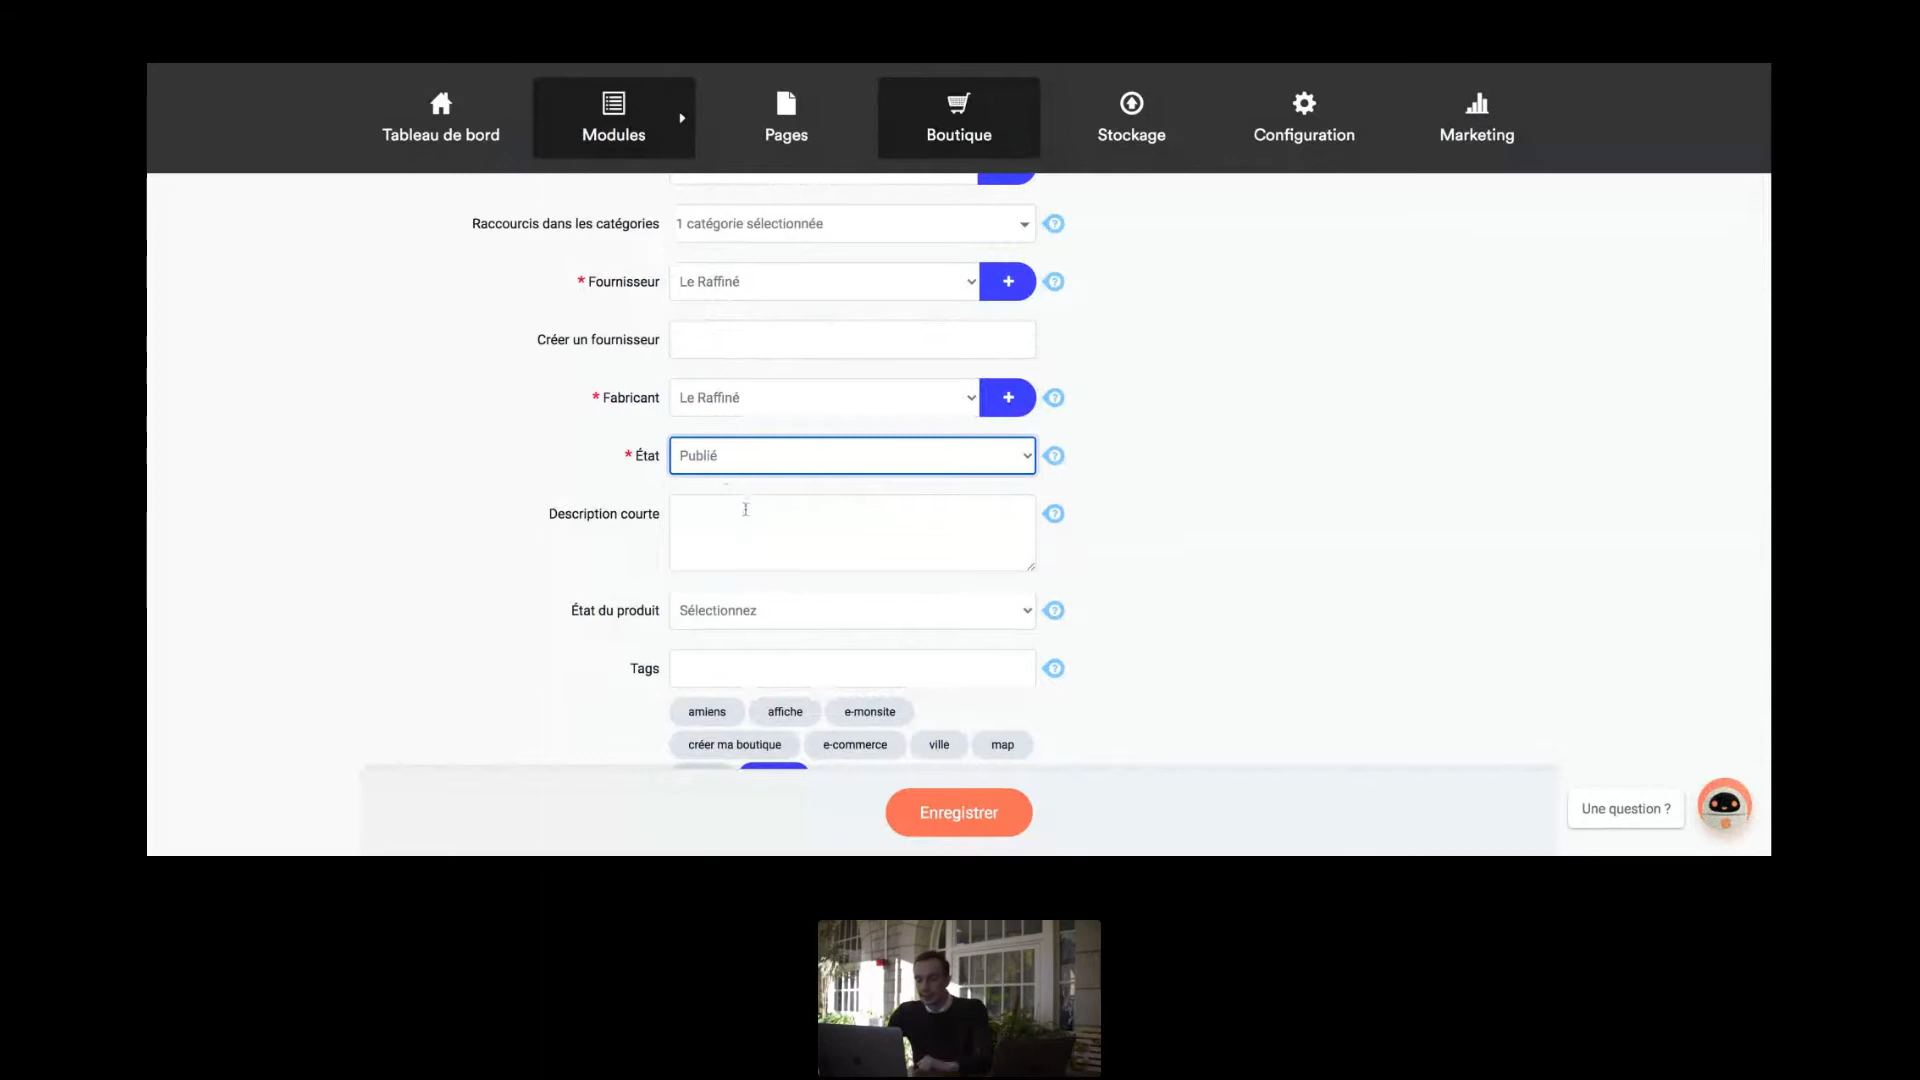 Tableau de bord
Modules
Pages
Boutique
Stockage
Configuration
Marketing
Raccourcis dans les catégories 1 catégorie sélectionnée
* Fournisseur Le Raffiné +
Créer un fournisseur
* Fabricant Le Raffiné +
* État Publié
Description courte
État du produit Sélectionnez
Tags
amiens affiche e-monsite
créer ma boutique e-commerce ville map
Enregistrer
Une question ?